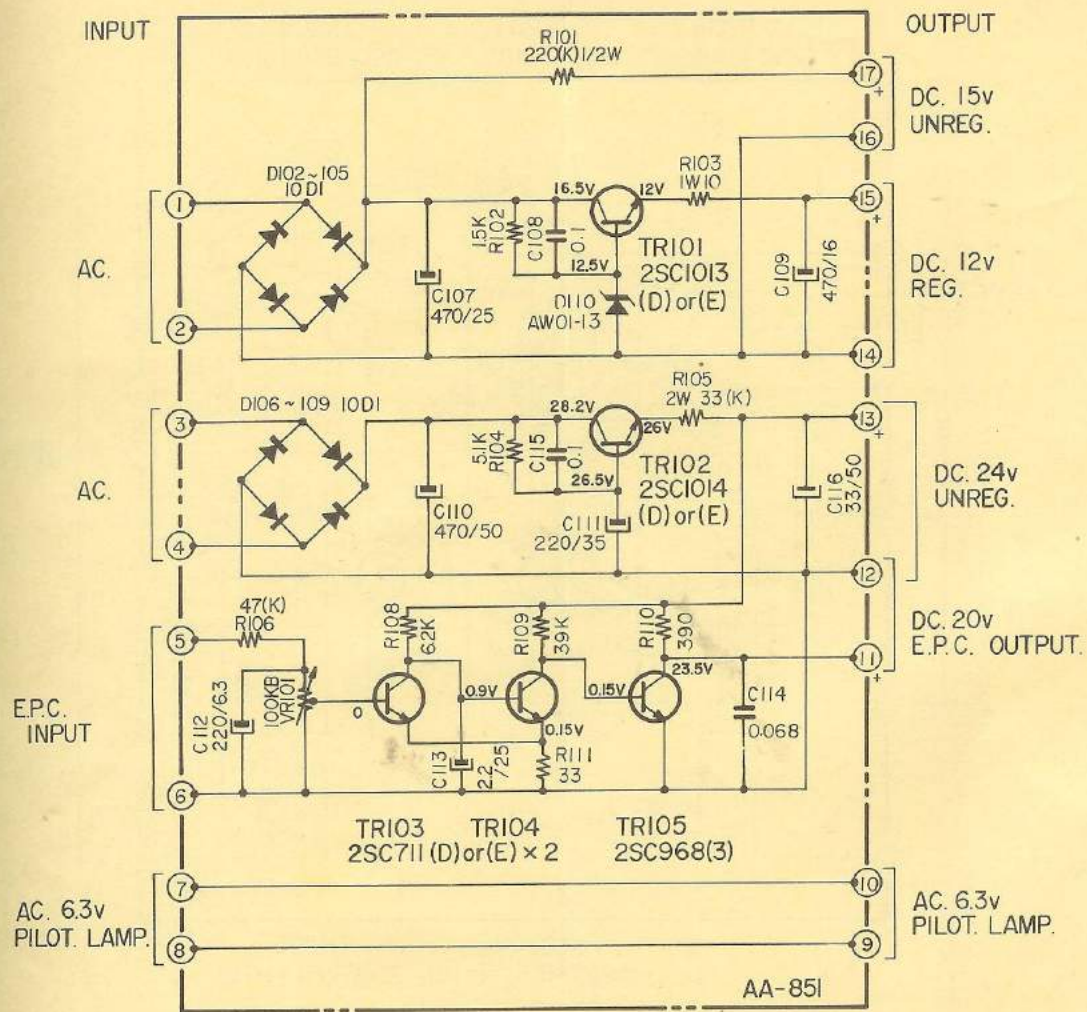 INPUT
OUTPUT
R101
220(K)1/2W
17
+
DC. 15v
UNREG.
16
D102~105
10D1
R103
1W10
1
16.5V
12V
15
+
1.5K
R102
C108
0.1
TR101
2SC1013
(D)or(E)
AC.
12.5V
C107
470/25
D110
AW01-13
C109
470/16
DC. 12v
REG.
2
14
R105
2W 33(K)
3
D106~109 10D1
28.2V
26V
13
+
5.1K
R104
C115
0.1
TR102
2SC1014
(D)or(E)
AC.
26.5V
C110
470/50
C111
220/35
C116
33/50
DC. 24v
UNREG.
4
12
47(K)
R106
R108
62K
R109
39K
R110
390
DC. 20v
E.P.C. OUTPUT.
5
11
+
23.5V
E.P.C.
INPUT
C112
220/6.3
100KB
VR101
0
0.9V
0.15V
0.15V
C114
0.068
C113
2.2
/25
R111
33
6
TR103
TR104
TR105
2SC711(D)or(E)×2
2SC968(3)
7
10
AC. 6.3v
PILOT. LAMP.
AC. 6.3v
PILOT. LAMP.
8
9
AA-851